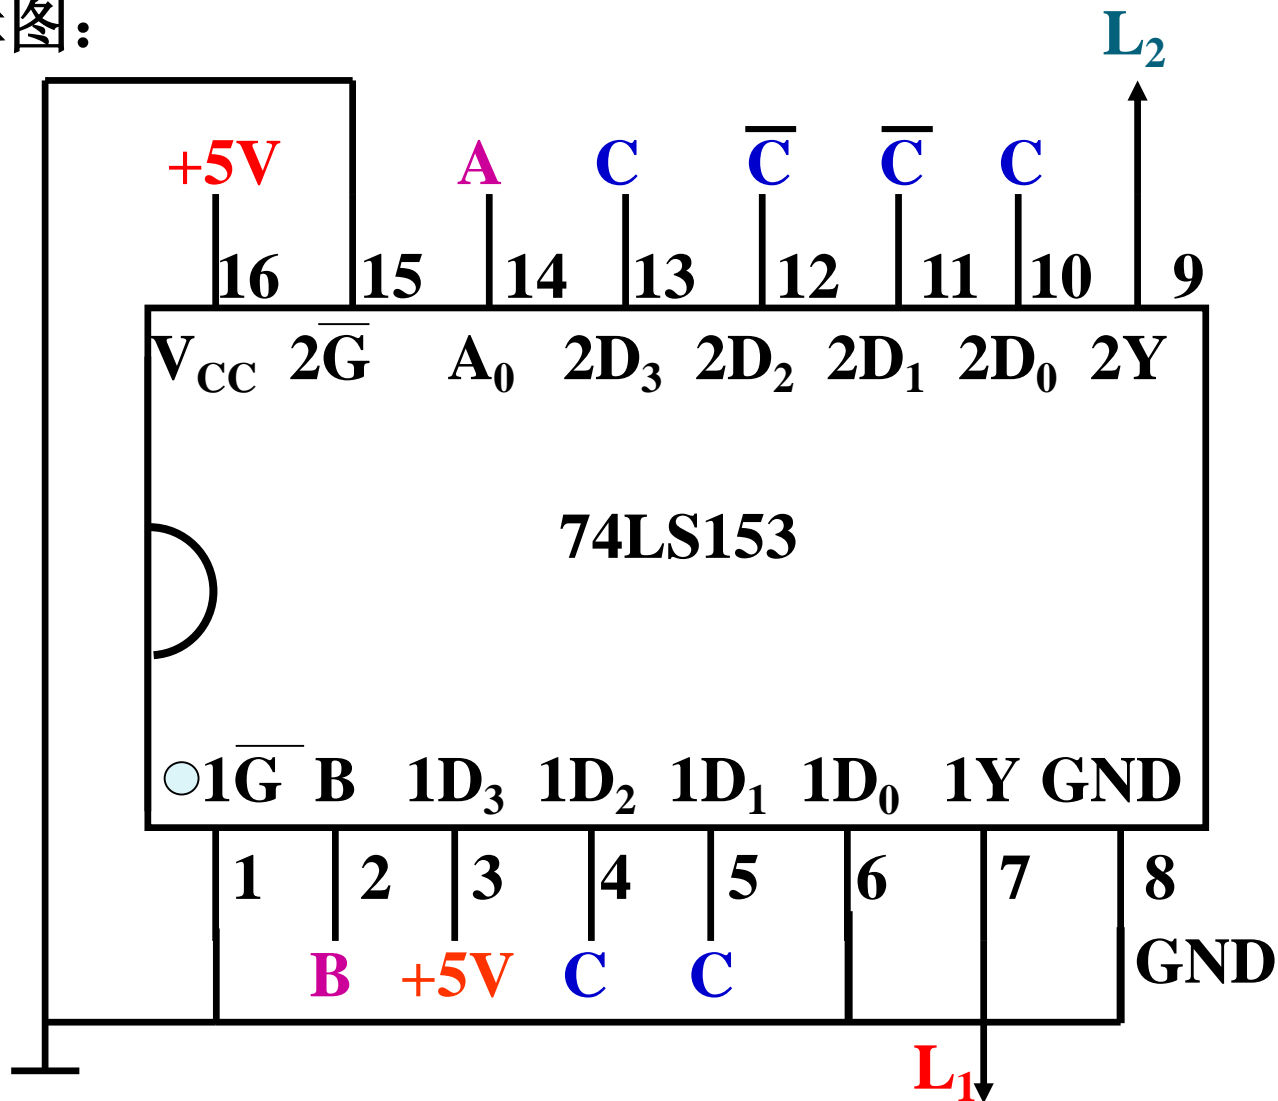 图：
L₂
+5V A C C̅ C̅ C
16 15 14 13 12 11 10 9
V_CC 2G̅ A₀ 2D₃ 2D₂ 2D₁ 2D₀ 2Y
74LS153
1G̅ B 1D₃ 1D₂ 1D₁ 1D₀ 1Y GND
1 2 3 4 5 6 7 8
B +5V C C GND
L₁